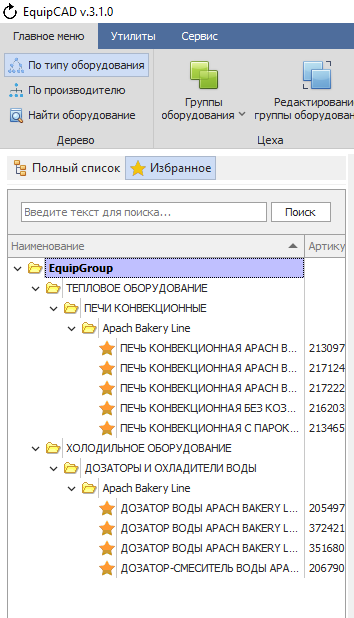 EquipCAD v.3.1.0
Главное меню Утилиты Сервис
По типу оборудования
По производителю
Найти оборудование
Группы оборудования
Редактировани
группы оборудован
Дерево Цеха
Полный список Избранное
Введите текст для поиска... Поиск
Наименование Артику
EquipGroup
ТЕПЛОВОЕ ОБОРУДОВАНИЕ
ПЕЧИ КОНВЕКЦИОННЫЕ
Apach Bakery Line
ПЕЧЬ КОНВЕКЦИОННАЯ APACH B... 213097
ПЕЧЬ КОНВЕКЦИОННАЯ APACH B... 217124
ПЕЧЬ КОНВЕКЦИОННАЯ APACH B... 217222
ПЕЧЬ КОНВЕКЦИОННАЯ БЕЗ КОЗ... 216203
ПЕЧЬ КОНВЕКЦИОННАЯ С ПАРОК... 213465
ХОЛОДИЛЬНОЕ ОБОРУДОВАНИЕ
ДОЗАТОРЫ И ОХЛАДИТЕЛИ ВОДЫ
Apach Bakery Line
ДОЗАТОР ВОДЫ APACH BAKERY L... 205497
ДОЗАТОР ВОДЫ APACH BAKERY L... 372421
ДОЗАТОР ВОДЫ APACH BAKERY L... 351680
ДОЗАТОР-СМЕСИТЕЛЬ ВОДЫ APA... 206790